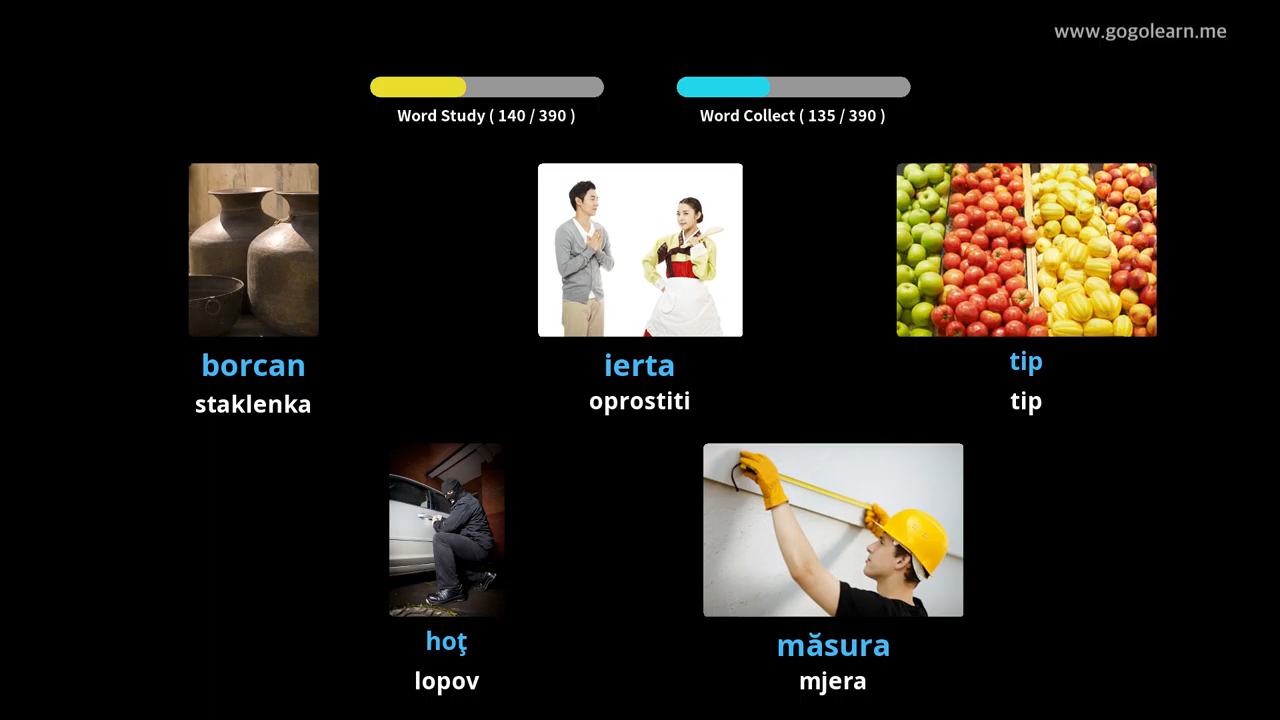 www.gogolearn.me
Word Study ( 140 / 390 )
Word Collect ( 135 / 390 )
borcan
staklenka
ierta
oprostiti
tip
tip
hoţ
lopov
măsura
mjera